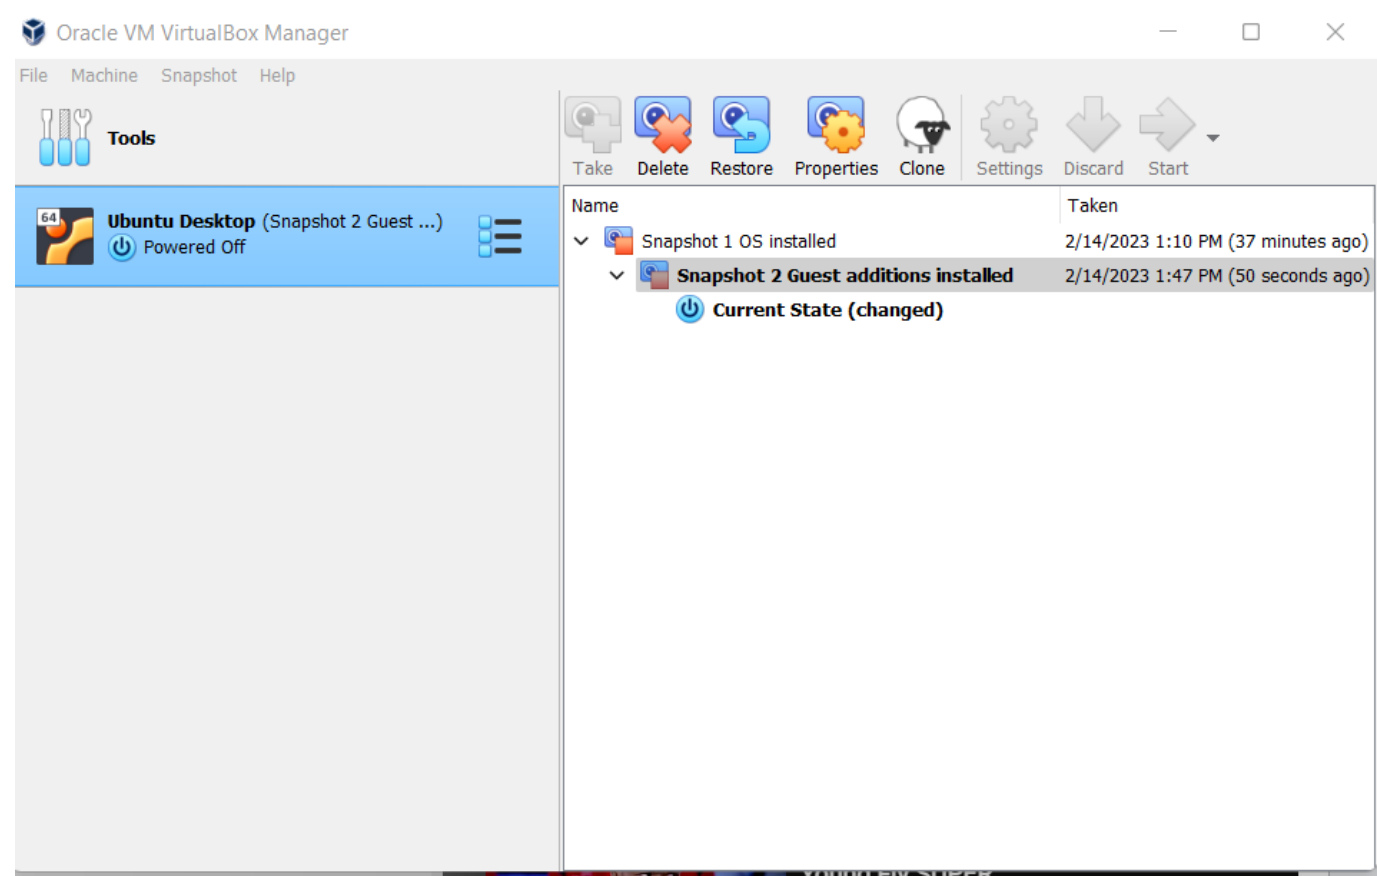 Oracle VM VirtualBox Manager
File Machine Snapshot Help
Tools
Take Delete Restore Properties Clone Settings Discard Start
64
Ubuntu Desktop (Snapshot 2 Guest ...)
Powered Off
Name Taken
Snapshot 1 OS installed 2/14/2023 1:10 PM (37 minutes ago)
Snapshot 2 Guest additions installed 2/14/2023 1:47 PM (50 seconds ago)
Current State (changed)